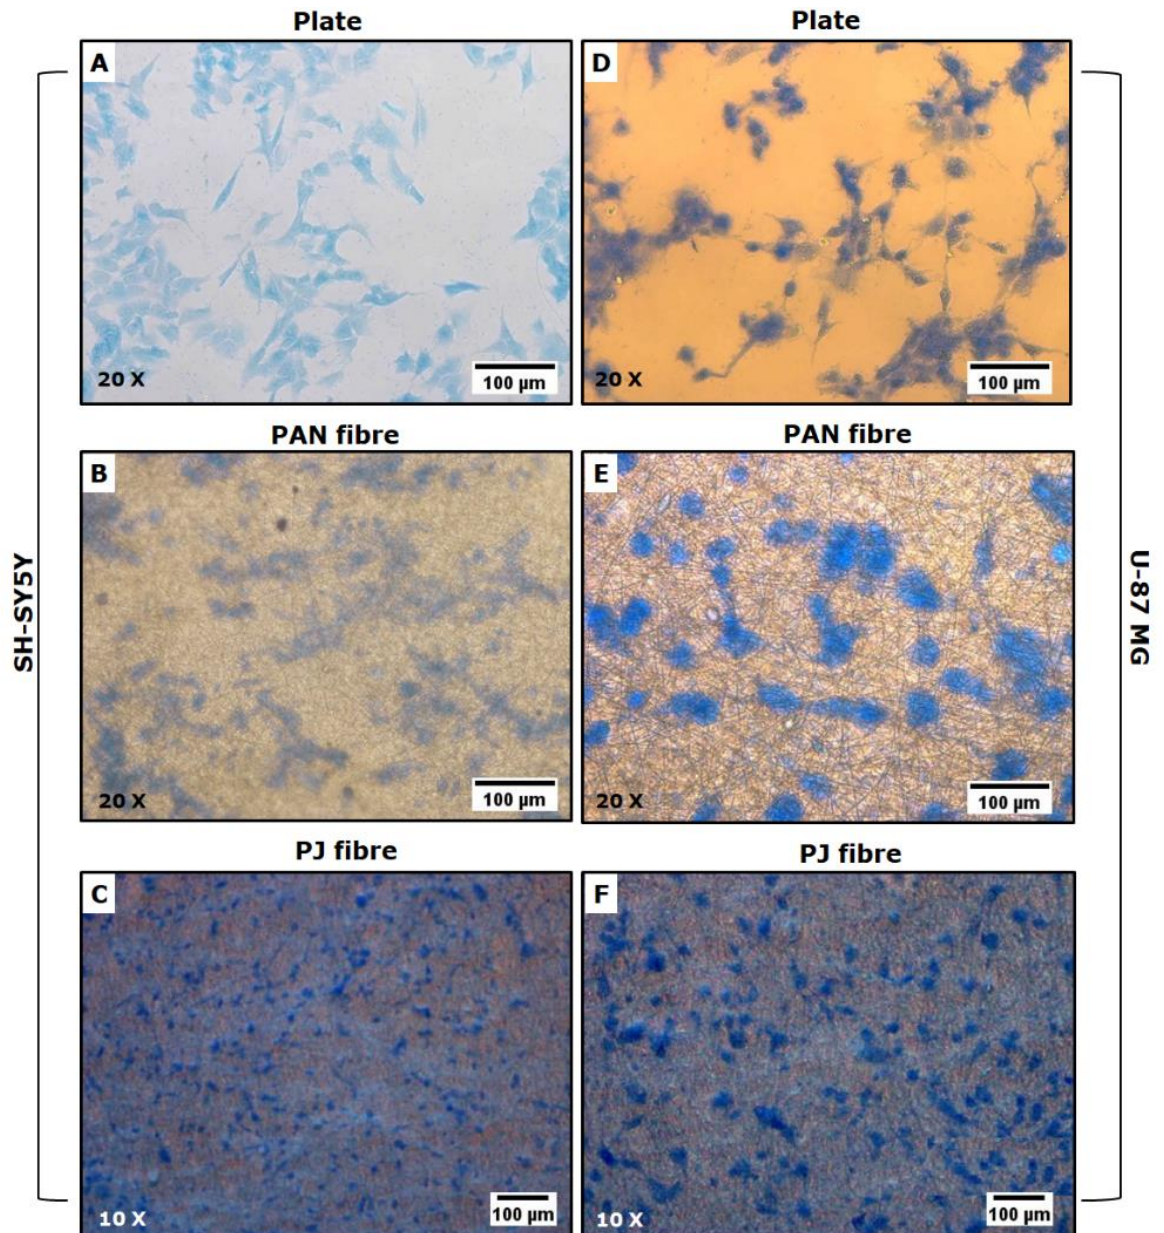 Plate
Plate
A
20 X
100 µm
D
20 X
100 µm
PAN fibre
PAN fibre
B
20 X
100 µm
E
20 X
100 µm
SH-SY5Y
U-87 MG
PJ fibre
PJ fibre
C
10 X
100 µm
F
10 X
100 µm